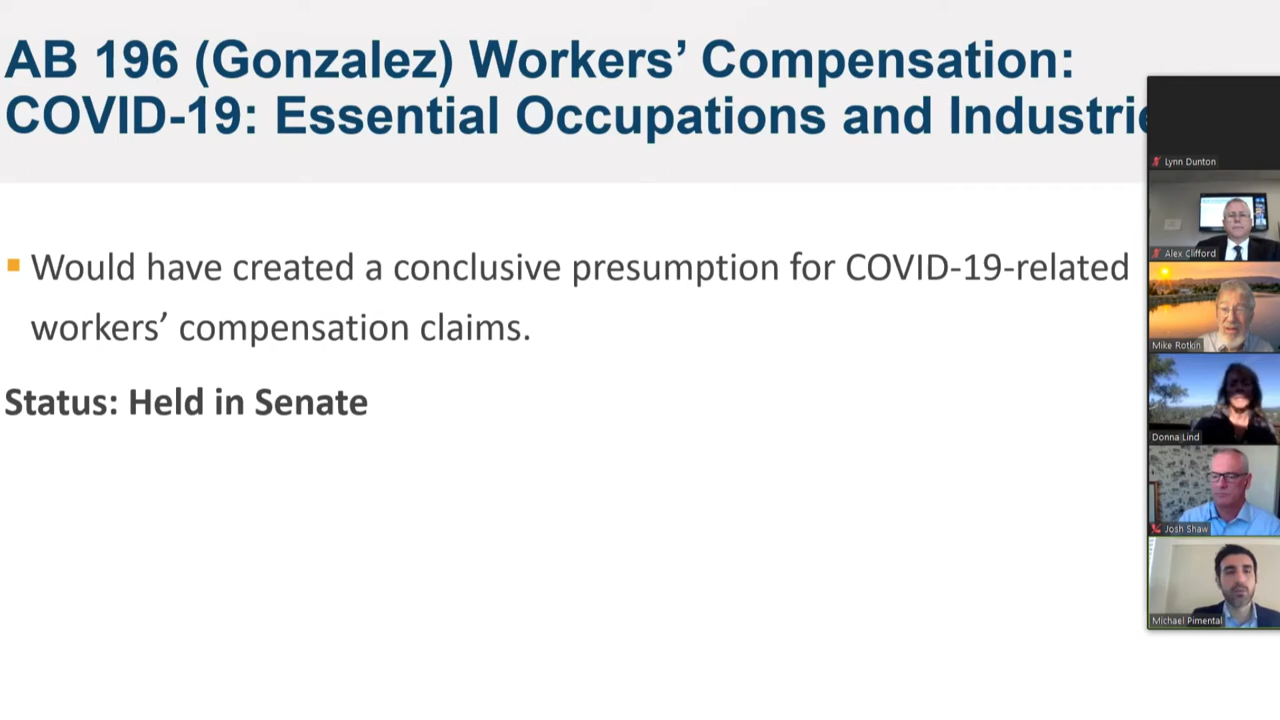 AB 196 (Gonzalez) Workers’ Compensation:
COVID-19: Essential Occupations and Industrie
Would have created a conclusive presumption for COVID-19-related
workers’ compensation claims.
Status: Held in Senate
Lynn Dunton
Alex Clifford
Mike Rotkin
Donna Lind
Josh Shaw
Michael Pimental